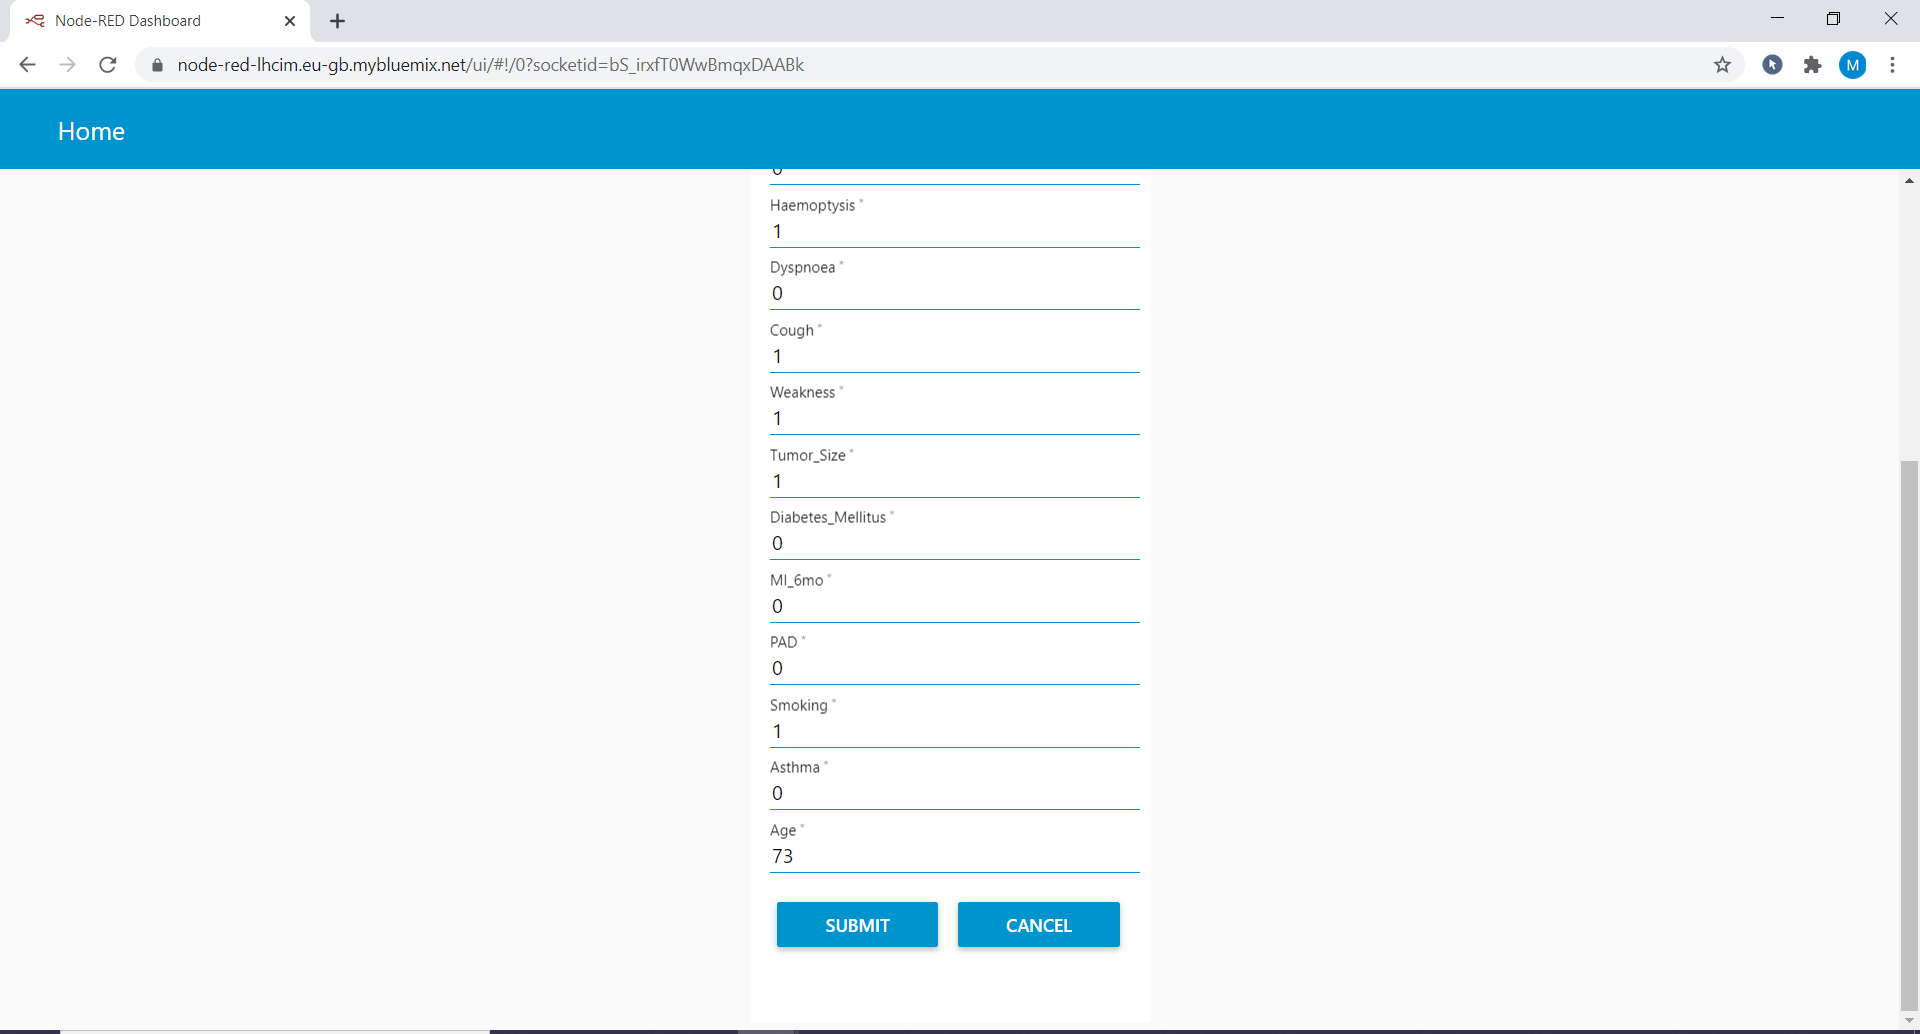 Node-RED Dashboard
node-red-lhcim.eu-gb.mybluemix.net/ui/#!/0?socketid=bS_irxfT0WwBmqxDAABk
M
Home
0
Haemoptysis *
1
Dyspnoea *
0
Cough *
1
Weakness *
1
Tumor_Size *
1
Diabetes_Mellitus *
0
MI_6mo *
0
PAD *
0
Smoking *
1
Asthma *
0
Age *
73
SUBMIT CANCEL